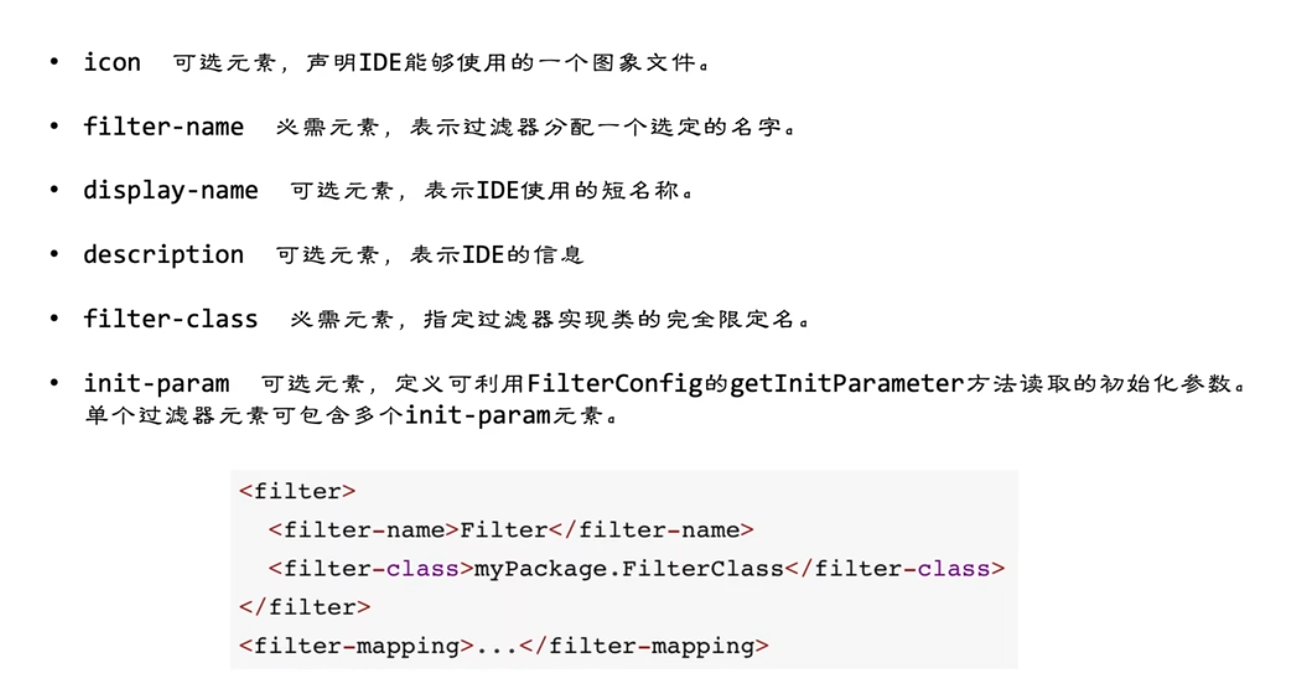 • icon 可选元素，声明IDE能够使用的一个图象文件。
• filter-name 必需元素，表示过滤器分配一个选定的名字。
• display-name 可选元素，表示IDE使用的短名称。
• description 可选元素，表示IDE的信息
• filter-class 必需元素，指定过滤器实现类的完全限定名。
• init-param 可选元素，定义可利用FilterConfig的getInitParameter方法读取的初始化参数。
单个过滤器元素可包含多个init-param元素。
<filter>
  <filter-name>Filter</filter-name>
  <filter-class>myPackage.FilterClass</filter-class>
</filter>
<filter-mapping>...</filter-mapping>